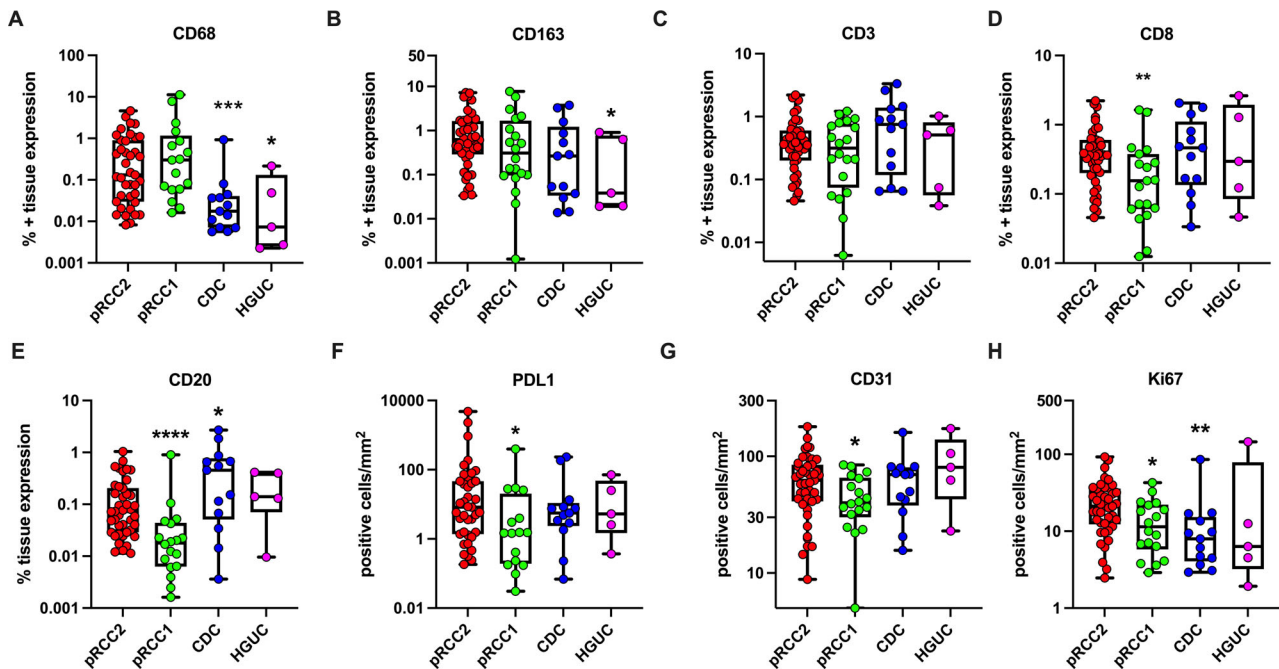 A
CD68
% + tissue expression
100
10
1
0.1
0.01
0.001
***
*
pRCC2
pRCC1
CDC
HGUC
B
CD163
% + tissue expression
50
10
1
0.1
0.01
0.001
*
pRCC2
pRCC1
CDC
HGUC
C
CD3
% + tissue expression
10
1
0.1
0.01
pRCC2
pRCC1
CDC
HGUC
D
CD8
% + tissue expression
10
1
0.1
0.01
**
pRCC2
pRCC1
CDC
HGUC
E
CD20
% tissue expression
10
1
0.1
0.01
0.001
****
*
pRCC2
pRCC1
CDC
HGUC
F
PDL1
positive cells/mm²
10000
100
1
0.01
*
pRCC2
pRCC1
CDC
HGUC
G
CD31
positive cells/mm²
300
100
30
10
*
pRCC2
pRCC1
CDC
HGUC
H
Ki67
positive cells/mm²
500
100
10
1
*
**
pRCC2
pRCC1
CDC
HGUC